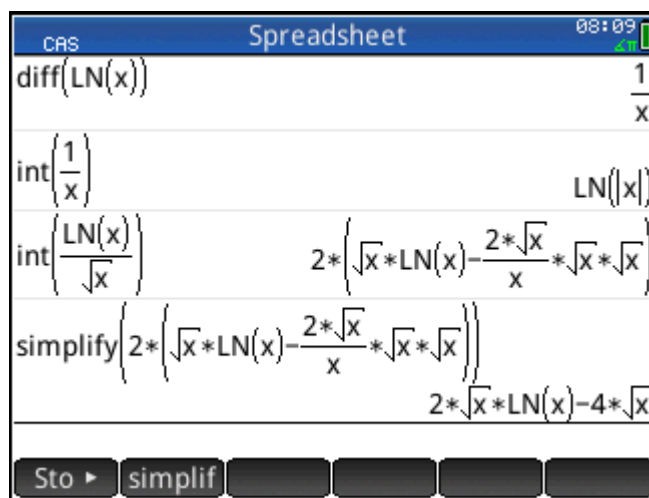 CAS Spreadsheet 08:09
∡π
diff(LN(x)) 1/x
int(1/x) LN(|x|)
int(LN(x)/√x) 2*(√x*LN(x)-2*√x/x*√x*√x)
simplify(2*(√x*LN(x)-2*√x/x*√x*√x))
2*√x*LN(x)-4*√x
Sto ▸ simplif